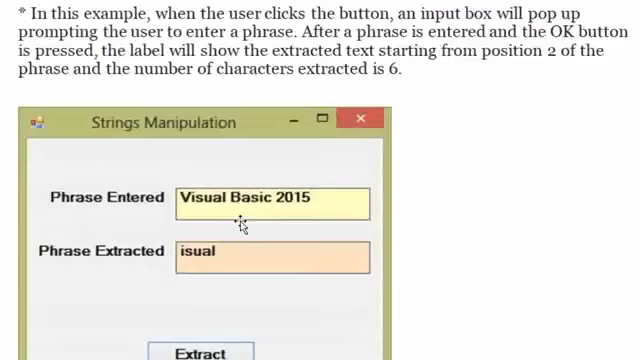 * In this example, when the user clicks the button, an input box will pop up
prompting the user to enter a phrase. After a phrase is entered and the OK button
is pressed, the label will show the extracted text starting from position 2 of the
phrase and the number of characters extracted is 6.
Strings Manipulation
Phrase Entered Visual Basic 2015
Phrase Extracted isual
Extract